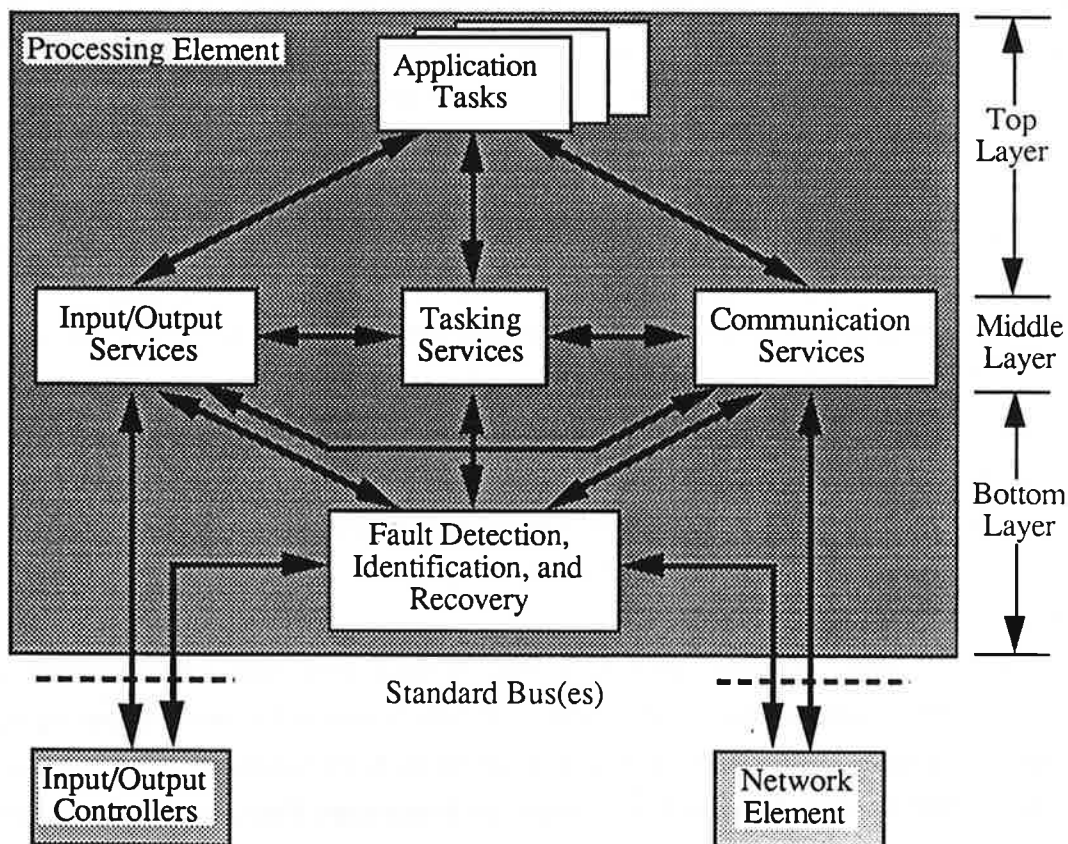 Processing Element
Application
Tasks
Top
Layer
Input/Output
Services
Tasking
Services
Communication
Services
Middle
Layer
Fault Detection,
Identification, and
Recovery
Bottom
Layer
Standard Bus(es)
Input/Output
Controllers
Network
Element